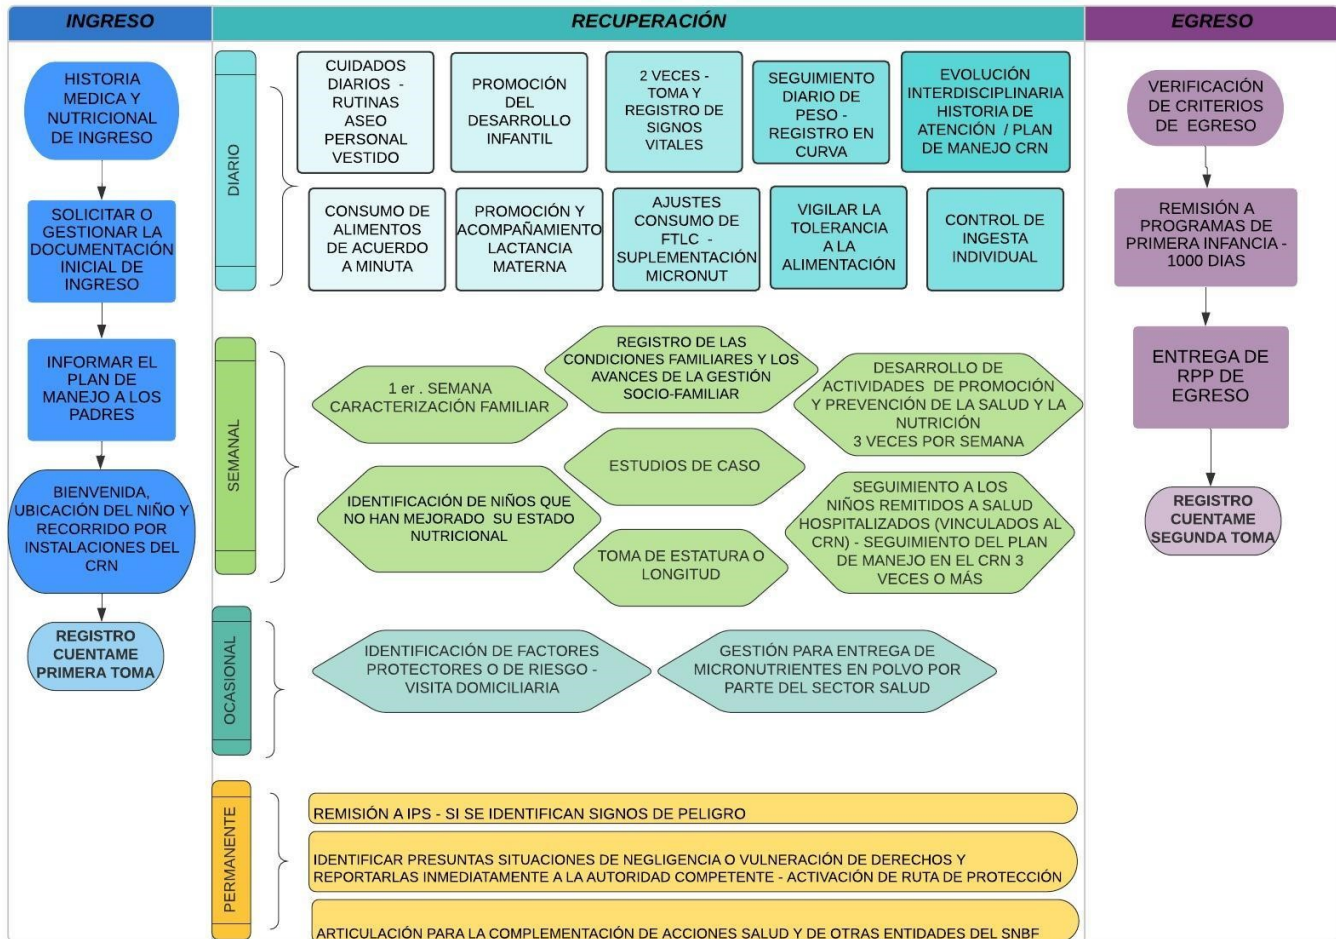 INGRESO
RECUPERACIÓN
EGRESO
HISTORIA
MEDICA Y
NUTRICIONAL
DE INGRESO
SOLICITAR O
GESTIONAR LA
DOCUMENTACIÓN
INICIAL DE
INGRESO
INFORMAR EL
PLAN DE
MANEJO A LOS
PADRES
BIENVENIDA,
UBICACIÓN DEL NIÑO Y
RECORRIDO POR
INSTALACIONES DEL
CRN
REGISTRO
CUENTAME
PRIMERA TOMA
DIARIO
CUIDADOS
DIARIOS -
RUTINAS
ASEO
PERSONAL
VESTIDO
PROMOCIÓN
DEL
DESARROLLO
INFANTIL
2 VECES -
TOMA Y
REGISTRO DE
SIGNOS
VITALES
SEGUIMIENTO
DIARIO DE
PESO -
REGISTRO EN
CURVA
EVOLUCIÓN
INTERDISCIPLINARIA
HISTORIA DE
ATENCIÓN / PLAN
DE MANEJO CRN
CONSUMO DE
ALIMENTOS
DE ACUERDO
A MINUTA
PROMOCIÓN Y
ACOMPAÑAMIENTO
LACTANCIA
MATERNA
AJUSTES
CONSUMO DE
FTLC -
SUPLEMENTACIÓN
MICRONUT
VIGILAR LA
TOLERANCIA
A LA
ALIMENTACIÓN
CONTROL DE
INGESTA
INDIVIDUAL
SEMANAL
1 er . SEMANA
CARACTERIZACIÓN FAMILIAR
REGISTRO DE LAS
CONDICIONES FAMILIARES Y LOS
AVANCES DE LA GESTIÓN
SOCIO-FAMILIAR
DESARROLLO DE
ACTIVIDADES DE PROMOCIÓN
Y PREVENCIÓN DE LA SALUD Y LA
NUTRICIÓN
3 VECES POR SEMANA
ESTUDIOS DE CASO
IDENTIFICACIÓN DE NIÑOS QUE
NO HAN MEJORADO SU ESTADO
NUTRICIONAL
TOMA DE ESTATURA O
LONGITUD
SEGUIMIENTO A LOS
NIÑOS REMITIDOS A SALUD
HOSPITALIZADOS (VINCULADOS AL
CRN) - SEGUIMIENTO DEL PLAN
DE MANEJO EN EL CRN 3
VECES O MÁS
OCASIONAL
IDENTIFICACIÓN DE FACTORES
PROTECTORES O DE RIESGO -
VISITA DOMICILIARIA
GESTIÓN PARA ENTREGA DE
MICRONUTRIENTES EN POLVO POR
PARTE DEL SECTOR SALUD
PERMANENTE
REMISIÓN A IPS - SI SE IDENTIFICAN SIGNOS DE PELIGRO
IDENTIFICAR PRESUNTAS SITUACIONES DE NEGLIGENCIA O VULNERACIÓN DE DERECHOS Y
REPORTARLAS INMEDIATAMENTE A LA AUTORIDAD COMPETENTE - ACTIVACIÓN DE RUTA DE PROTECCIÓN
ARTICULACIÓN PARA LA COMPLEMENTACIÓN DE ACCIONES SALUD Y DE OTRAS ENTIDADES DEL SNBF
VERIFICACIÓN
DE CRITERIOS
DE EGRESO
REMISIÓN A
PROGRAMAS DE
PRIMERA INFANCIA -
1000 DIAS
ENTREGA DE
RPP DE
EGRESO
REGISTRO
CUENTAME
SEGUNDA TOMA